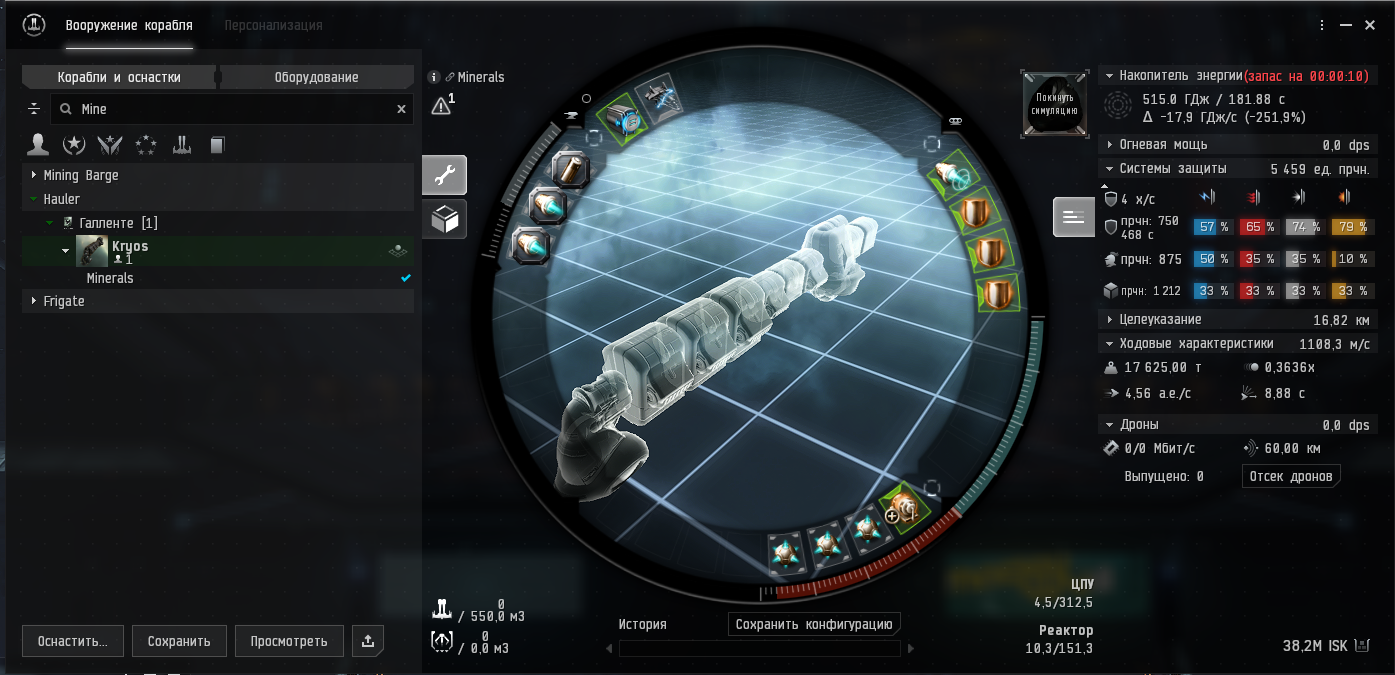 Вооружение корабля
Персонализация
Корабли и оснастки
Оборудование
Mine
Mining Barge
Hauler
Галленте [1]
Kryos
1
Minerals
Frigate
Оснастить...
Сохранить
Просмотреть
Minerals
1
0
/ 550,0 м3
0
/ 0,0 м3
История
Сохранить конфигурацию
ЦПУ
4,5/312,5
Реактор
10,3/151,3
Покинуть
симуляцию
Накопитель энергии(запас на 00:00:10)
515.0 ГДж / 181.88 с
Δ -17,9 ГДж/с (-251,9%)
Огневая мощь 0,0 dps
Системы защиты 5 459 ед. прчн.
4 х/с
прчн: 750
468 с
57 % 65 % 74 % 79 %
прчн: 875 50 % 35 % 35 % 10 %
прчн: 1 212 33 % 33 % 33 % 33 %
Целеуказание 16,82 км
Ходовые характеристики 1108,3 м/с
17 625,00 т 0,3636x
4,56 а.е./с 8,88 с
Дроны 0,0 dps
0/0 Мбит/с 60,00 км
Выпущено: 0 Отсек дронов
38,2M ISK